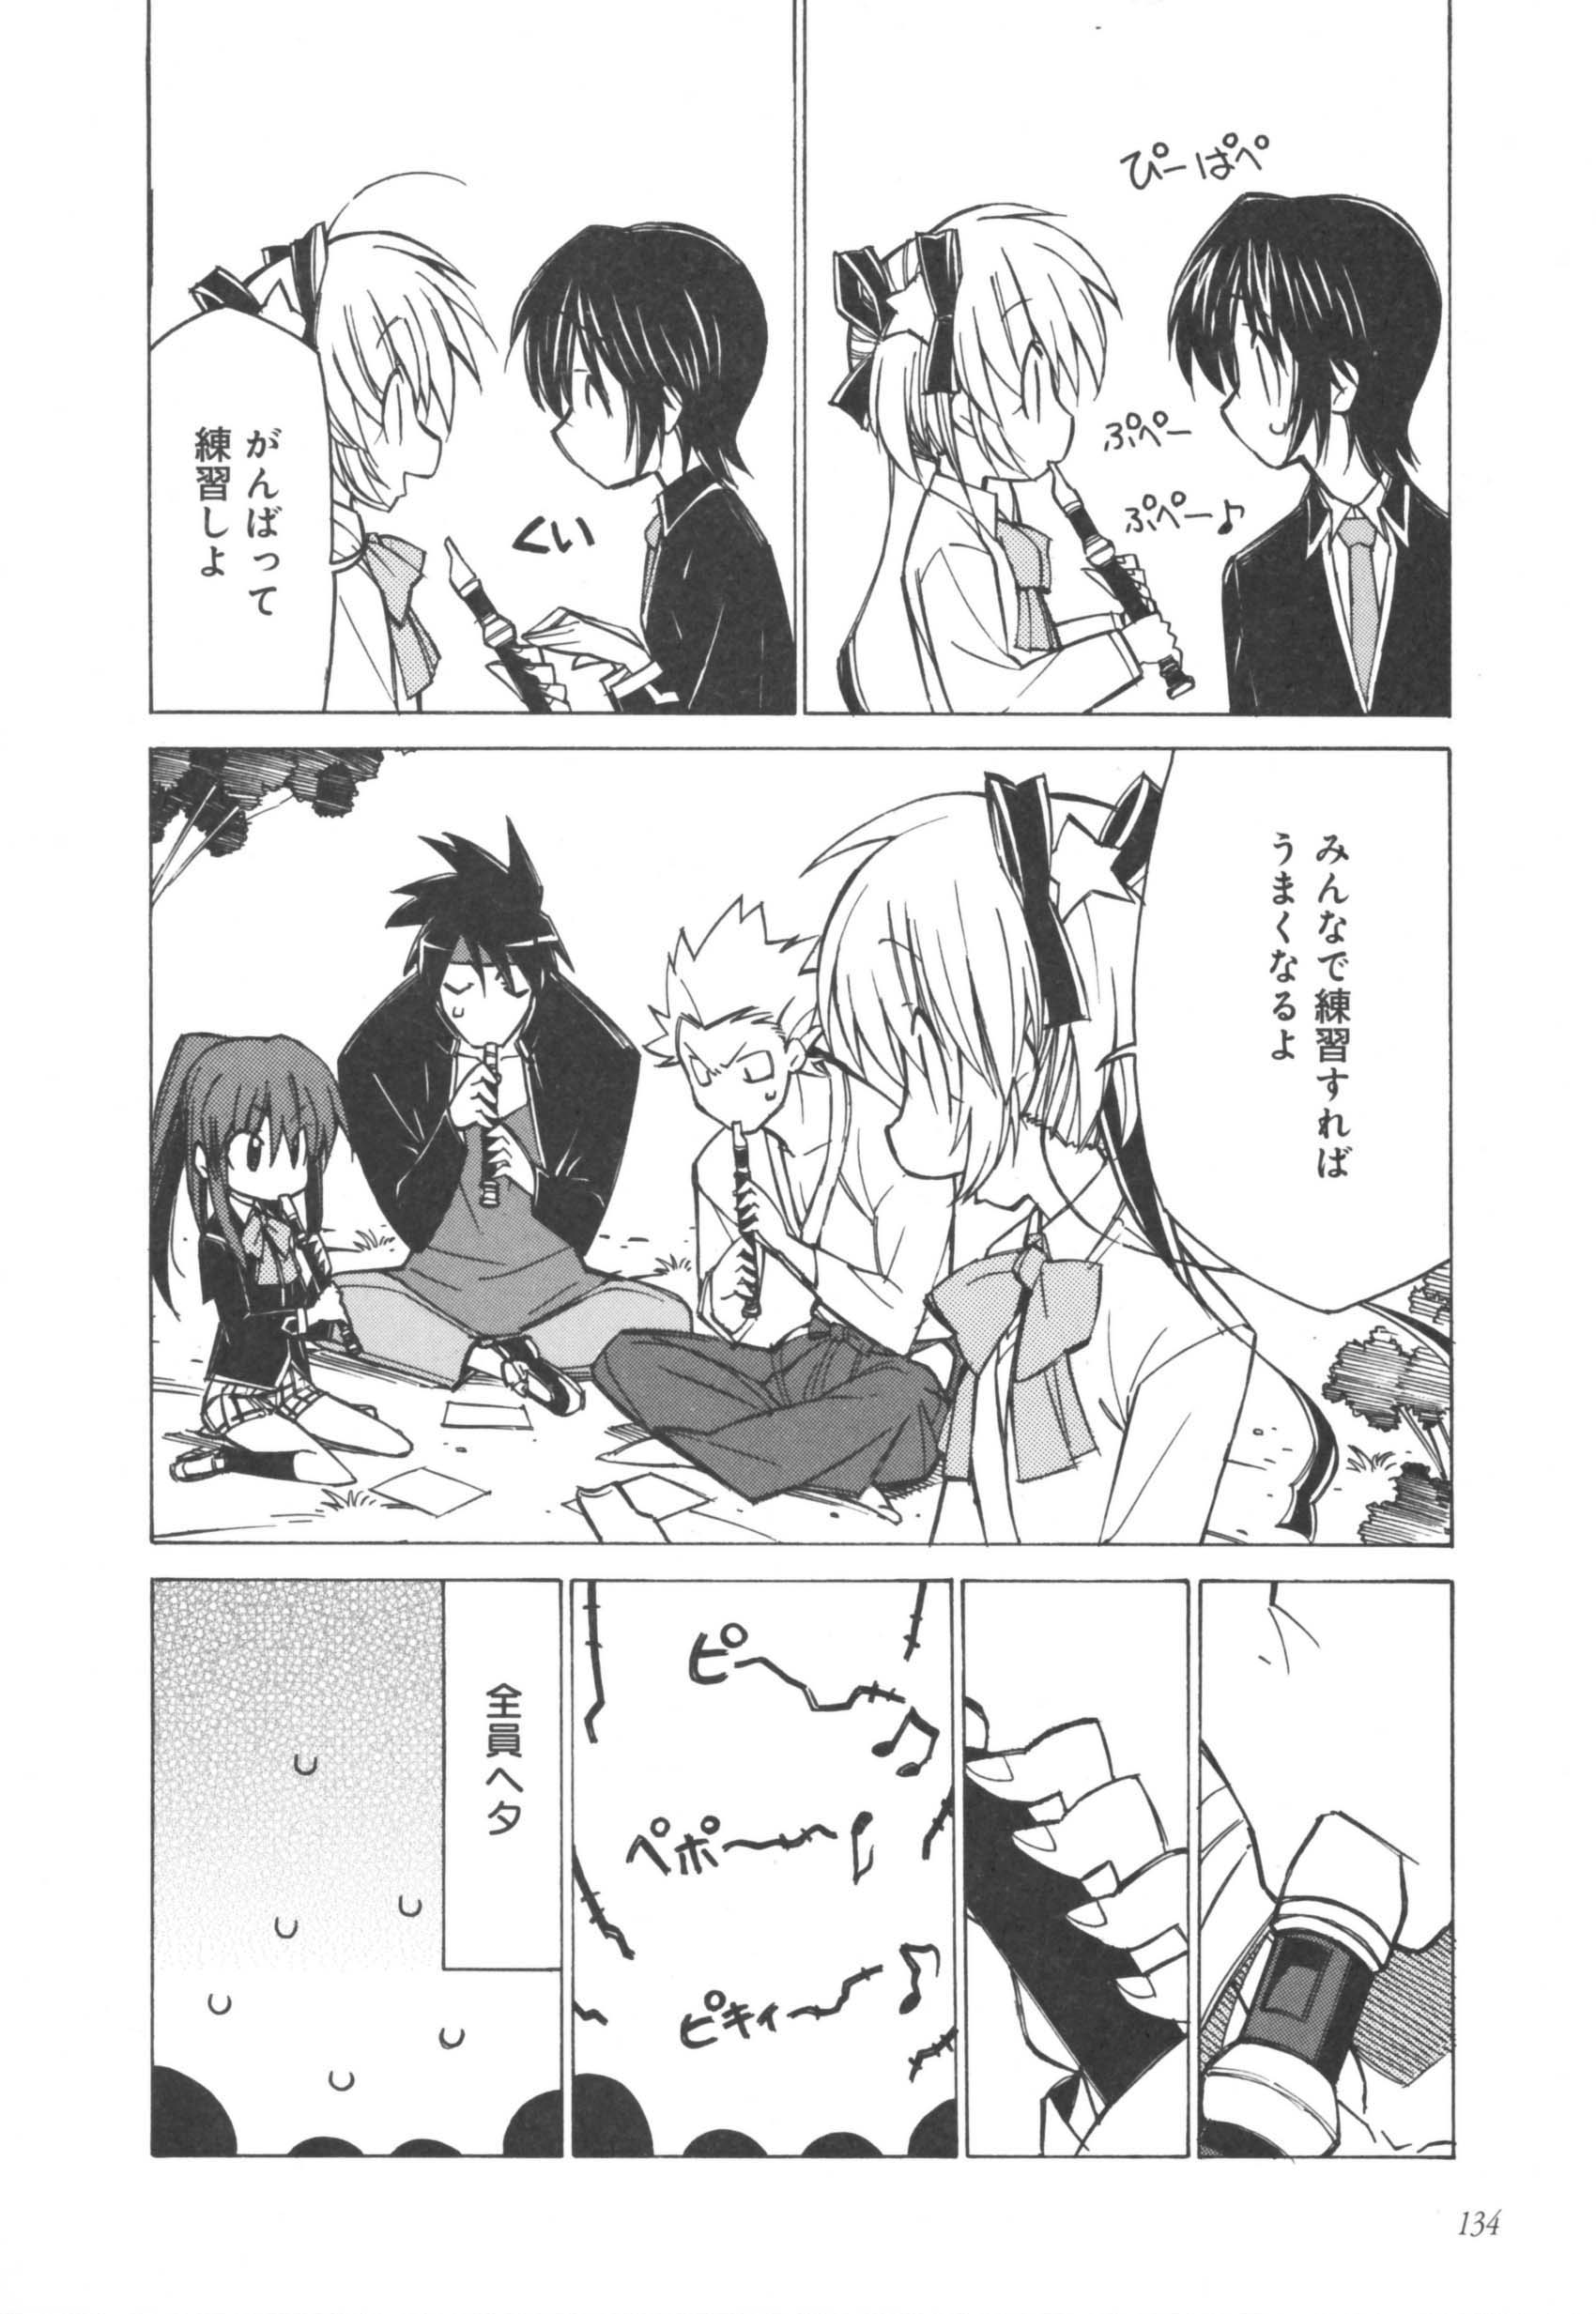 ぴーぱぺ
ぷぺー
ぷぺー♪
くい
がんばって
練習しよ
みんなで練習すれば
うまくなるよ
ピー〜♪
ペポー〜♪
ピキィ〜♪
全員ヘタ
134